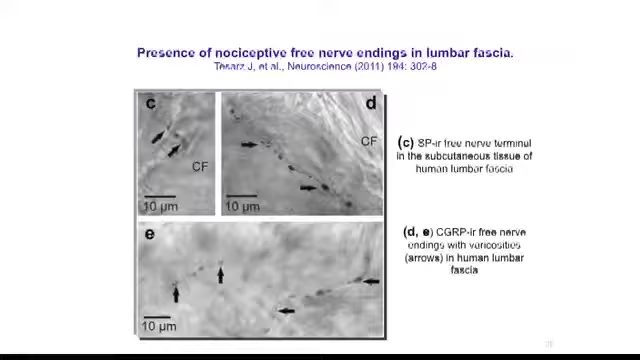 Presence of nociceptive free nerve endings in lumbar fascia.
Tesarz J, et al., Neuroscience (2011) 194: 302-8
c
d
CF
CF
10 µm
10 µm
(c) SP-ir free nerve terminal
in the subcutaneous tissue of
human lumbar fascia
e
10 µm
(d, e) CGRP-ir free nerve
endings with varicosities
(arrows) in human lumbar
fascia